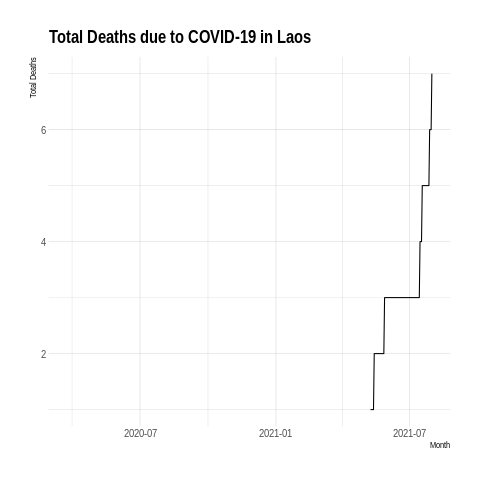 Total Deaths due to COVID-19 in Laos
Total Deaths
6
4
2
2020-07
2021-01
2021-07
Month